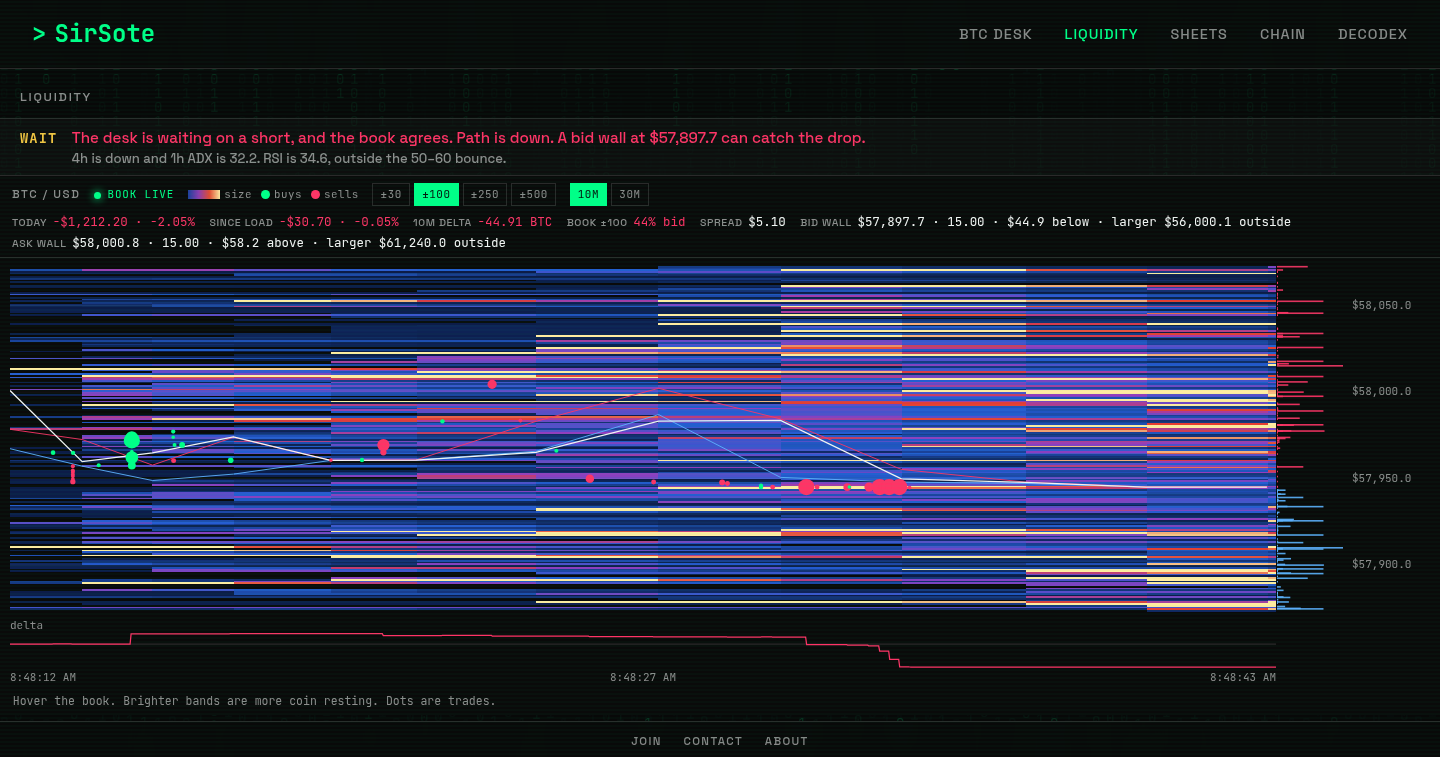 > SirSote
BTC DESK LIQUIDITY SHEETS CHAIN DECODEX
LIQUIDITY
WAIT The desk is waiting on a short, and the book agrees. Path is down. A bid wall at $57,897.7 can catch the drop.
4h is down and 1h ADX is 32.2. RSI is 34.6, outside the 50–60 bounce.
BTC / USD BOOK LIVE size buys sells ±30 ±100 ±250 ±500 10M 30M
TODAY -$1,212.20 · -2.05% SINCE LOAD -$30.70 · -0.05% 10M DELTA -44.91 BTC BOOK ±100 44% bid SPREAD $5.10 BID WALL $57,897.7 · 15.00 · $44.9 below · larger $56,000.1 outside
ASK WALL $58,000.8 · 15.00 · $58.2 above · larger $61,240.0 outside
$58,050.0
$58,000.0
$57,950.0
$57,900.0
delta
8:48:12 AM 8:48:27 AM 8:48:43 AM
Hover the book. Brighter bands are more coin resting. Dots are trades.
JOIN CONTACT ABOUT